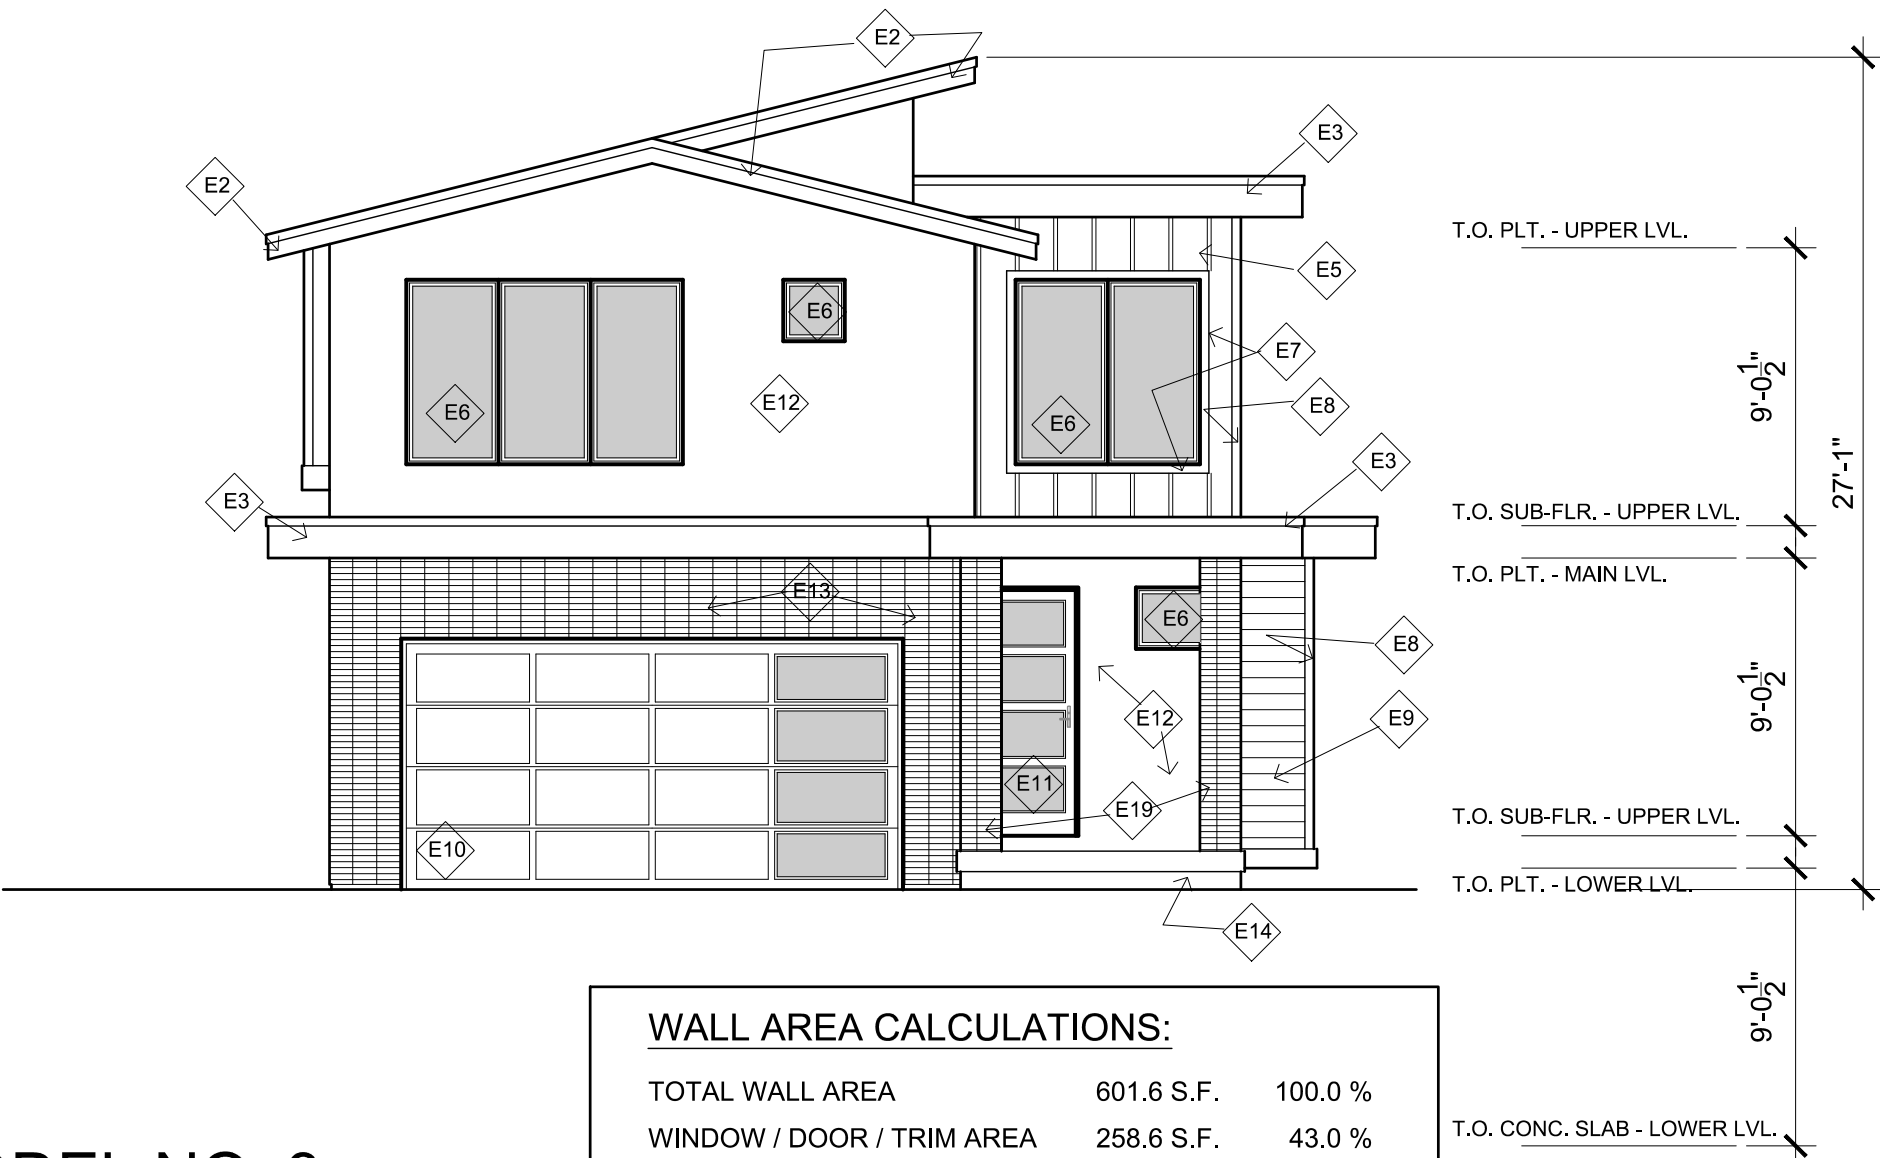 E2
E3
E2
T.O. PLT. - UPPER LVL.
E5
E6
E7
9'-0 1/2"
E12
E8
E6
E6
27'-1"
E3
E3
T.O. SUB-FLR. - UPPER LVL.
T.O. PLT. - MAIN LVL.
E13
E6
E8
9'-0 1/2"
E12
E9
E11
E19
T.O. SUB-FLR. - UPPER LVL.
E10
T.O. PLT. - LOWER LVL.
E14
9'-0 1/2"
WALL AREA CALCULATIONS:
TOTAL WALL AREA 601.6 S.F. 100.0 %
WINDOW / DOOR / TRIM AREA 258.6 S.F. 43.0 %
T.O. CONC. SLAB - LOWER LVL.